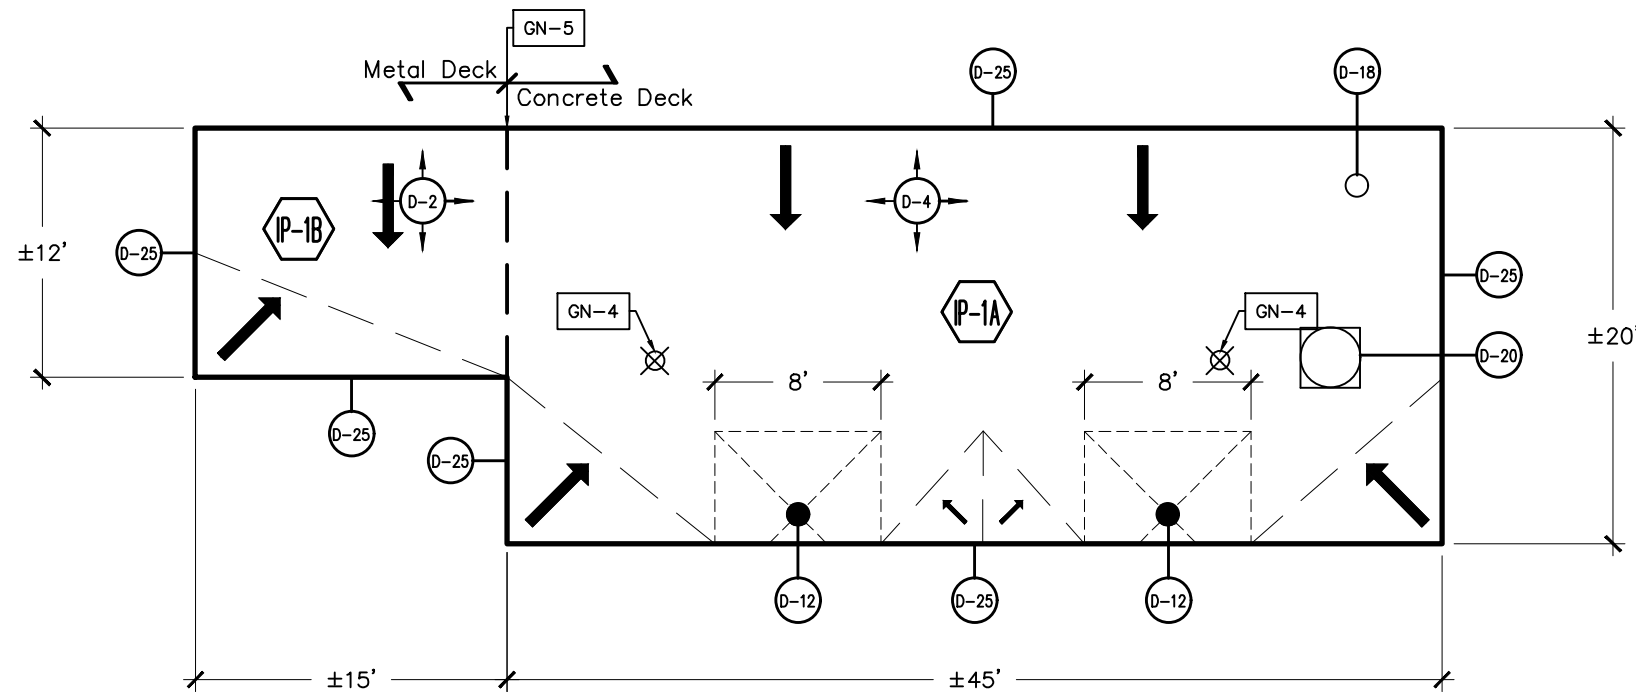 GN-5
Metal Deck
Concrete Deck
D-25
D-18
D-2
D-4
IP-1B
±12'
D-25
D-25
GN-4
IP-1A
GN-4
±20'
D-20
8'
8'
D-25
D-25
D-12
D-25
D-12
±15'
±45'